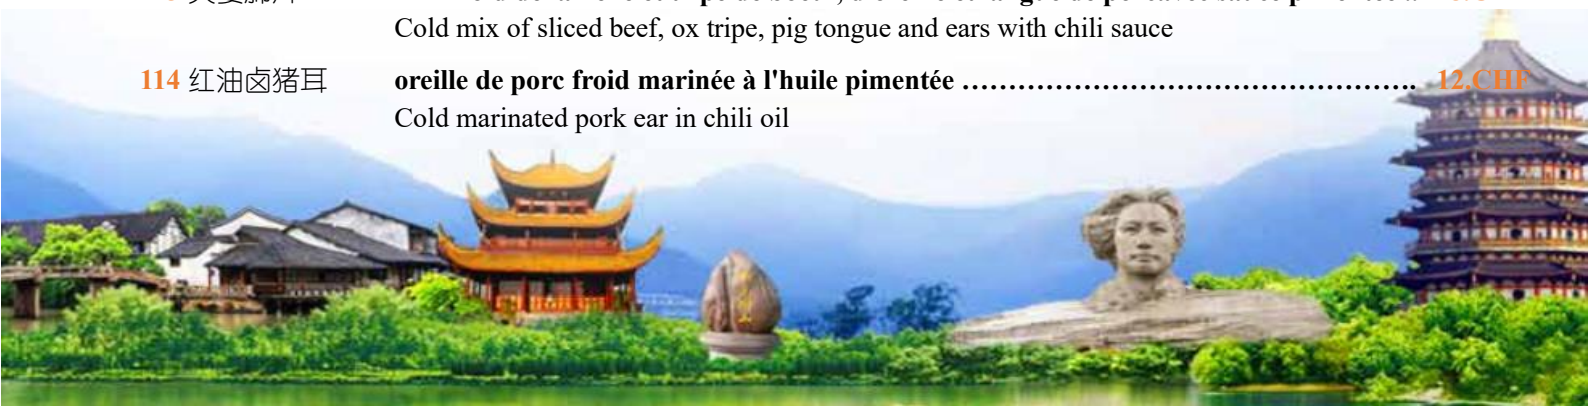 Cold mix of sliced beef, ox tripe, pig tongue and ears with chili sauce
114 红油卤猪耳 oreille de porc froid marinée à l'huile pimentée ……………………………………………. 12.CHF
Cold marinated pork ear in chili oil